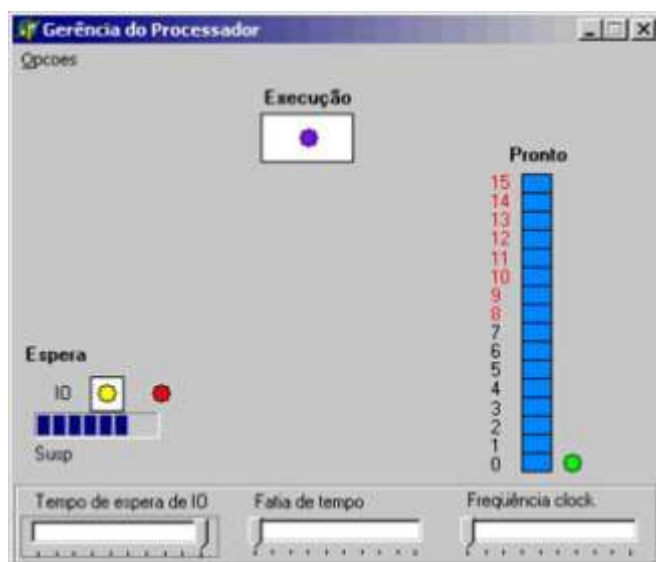 Gerência do Processador
Opcoes
Execução
Pronto
15
14
13
12
11
10
9
8
7
6
5
4
3
2
1
0
Espera
IO
Susp
Tempo de espera de IO
Fatia de tempo
Freqüência clock